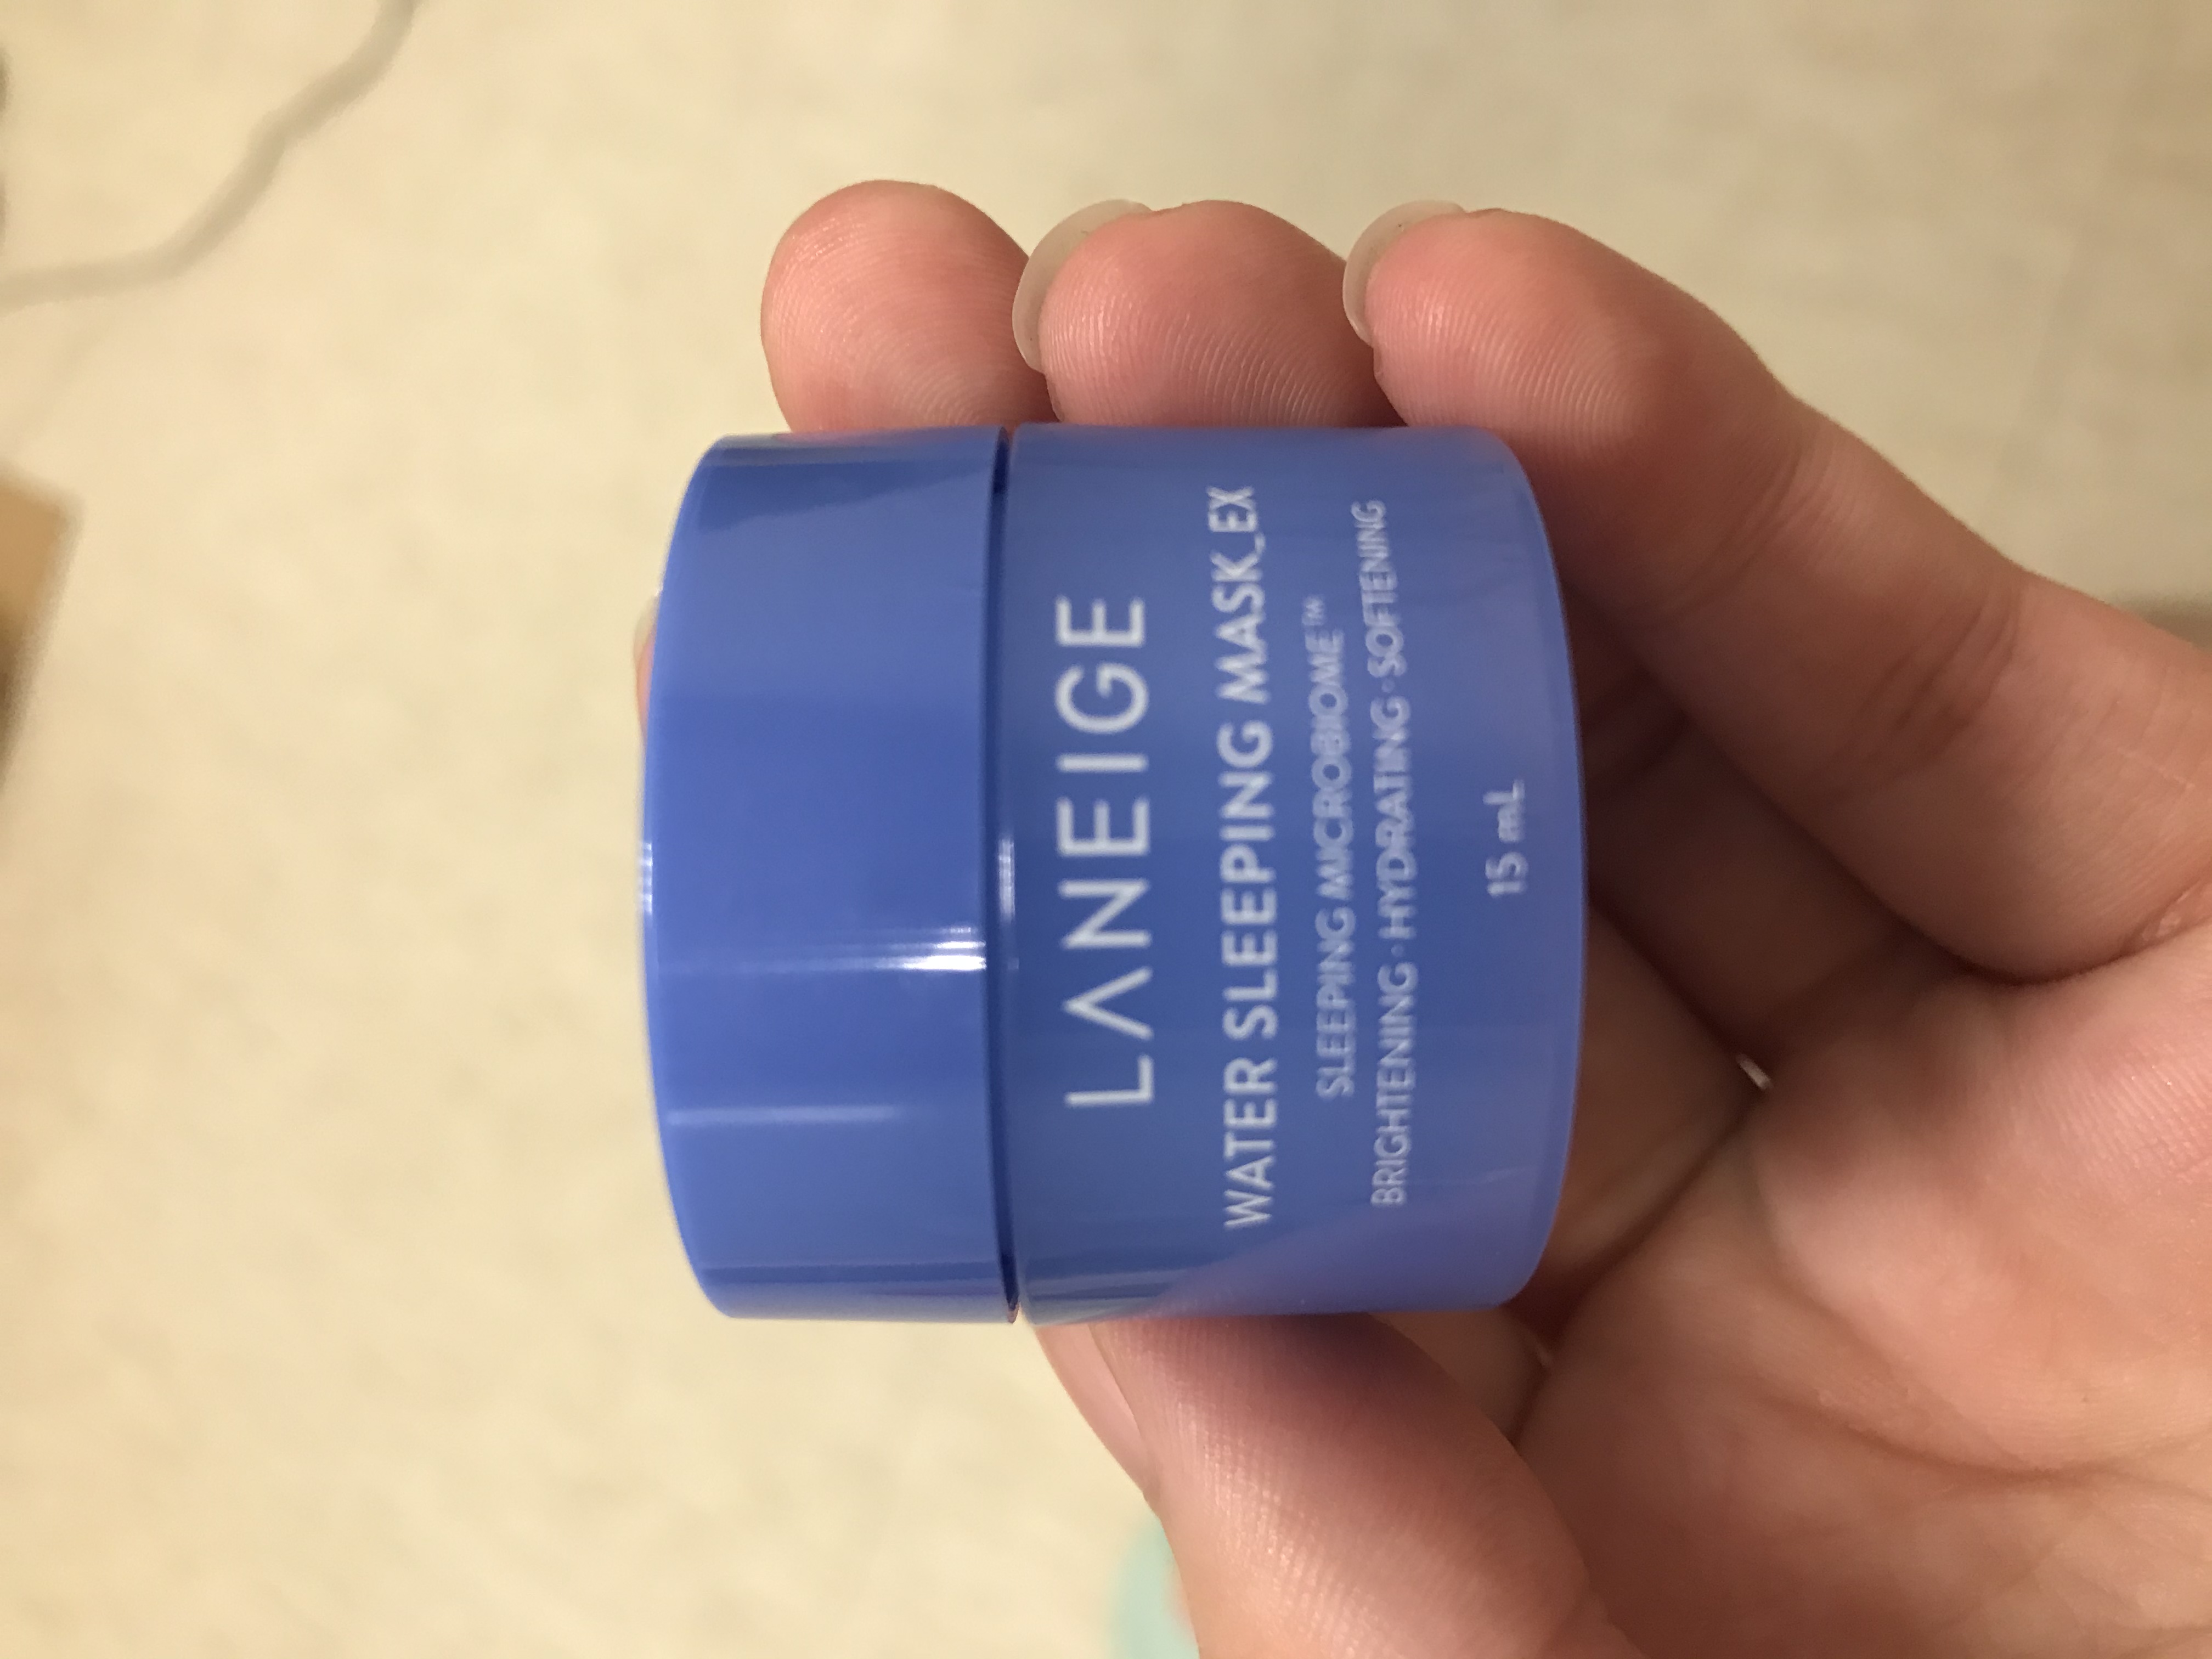 LANEIGE
WATER SLEEPING MASK_EX
SLEEPING MICROBIOME™
BRIGHTENING·HYDRATING·SOFTENING
15 mL